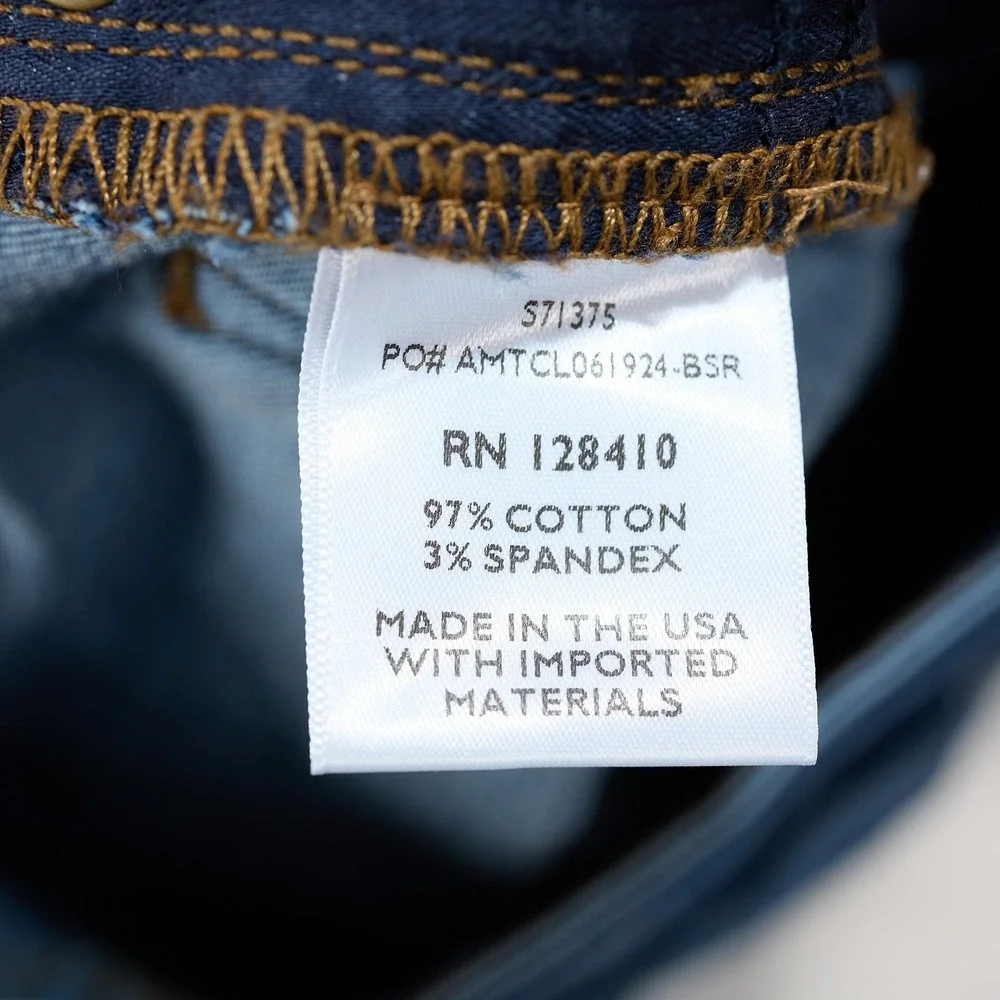 S71375
PO# AMTCL061924-BSR
RN 128410
97% COTTON
3% SPANDEX
MADE IN THE USA
WITH IMPORTED
MATERIALS